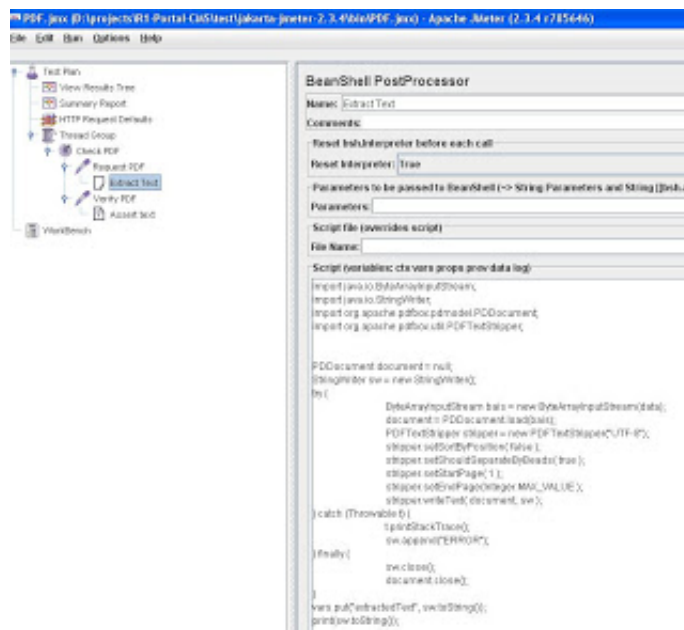 PDF.jmx (D:\projects\R1-Portal-CMS\test\jakarta-jmeter-2.3.4\bin\PDF.jmx) - Apache JMeter (2.3.4 r785646)
File Edit Run Options Help
Test Plan
View Results Tree
Summary Report
HTTP Request Defaults
Thread Group
Check PDF
Request PDF
Extract Text
Verify PDF
Assert text
WorkBench
BeanShell PostProcessor
Name: Extract Text
Comments:
Reset bsh.Interpreter before each call
Reset Interpreter: True
Parameters to be passed to BeanShell (-> String Parameters and String []bsh.
Parameters:
Script file (overrides script)
File Name:
Script (variables: ctx vars props prev data log)
import java.io.ByteArrayInputStream;
import java.io.StringWriter;
import org.apache.pdfbox.pdmodel.PDDocument;
import org.apache.pdfbox.util.PDFTextStripper;
PDDocument document = null;
StringWriter sw = new StringWriter();
try {
ByteArrayInputStream bais = new ByteArrayInputStream(data);
document = PDDocument.load(bais);
PDFTextStripper stripper = new PDFTextStripper("UTF-8");
stripper.setSortByPosition( false );
stripper.setShouldSeparateByBeads( true );
stripper.setStartPage( 1 );
stripper.setEndPage( Integer.MAX_VALUE );
stripper.writeText( document, sw );
} catch (Throwable t) {
t.printStackTrace();
sw.append("ERROR");
} finally {
sw.close();
document.close();
}
vars.put("extractedText", sw.toString());
print(sw.toString());